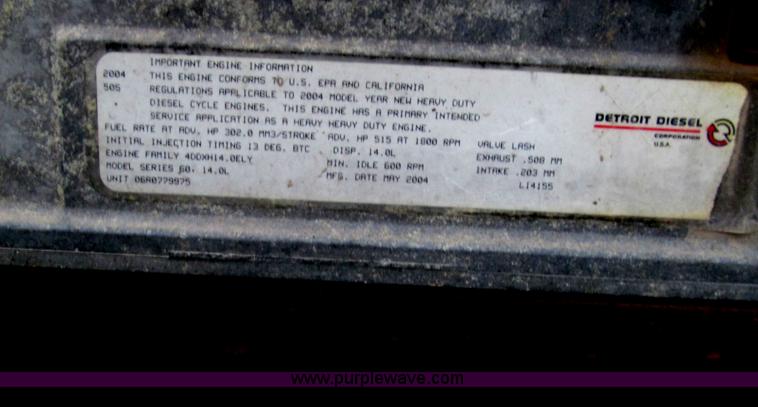 IMPORTANT ENGINE INFORMATION
2004 THIS ENGINE CONFORMS TO U.S. EPA AND CALIFORNIA
505 REGULATIONS APPLICABLE TO 2004 MODEL YEAR NEW HEAVY DUTY
DIESEL CYCLE ENGINES. THIS ENGINE HAS A PRIMARY INTENDED
SERVICE APPLICATION AS A HEAVY HEAVY DUTY ENGINE.
FUEL RATE AT ADV. HP 302.0 MM3/STROKE ADV. HP 515 AT 1800 RPM VALVE LASH
INITIAL INJECTION TIMING 13 DEG. BTC DISP. 14.0L EXHAUST .508 MM
ENGINE FAMILY 4DDXH14.0ELY MIN. IDLE 600 RPM INTAKE .203 MM
MODEL SERIES 60, 14.0L MFG. DATE MAY 2004 L14155
UNIT 06R0779975
DETROIT DIESEL
CORPORATION
U.S.A.
www.purplewave.com